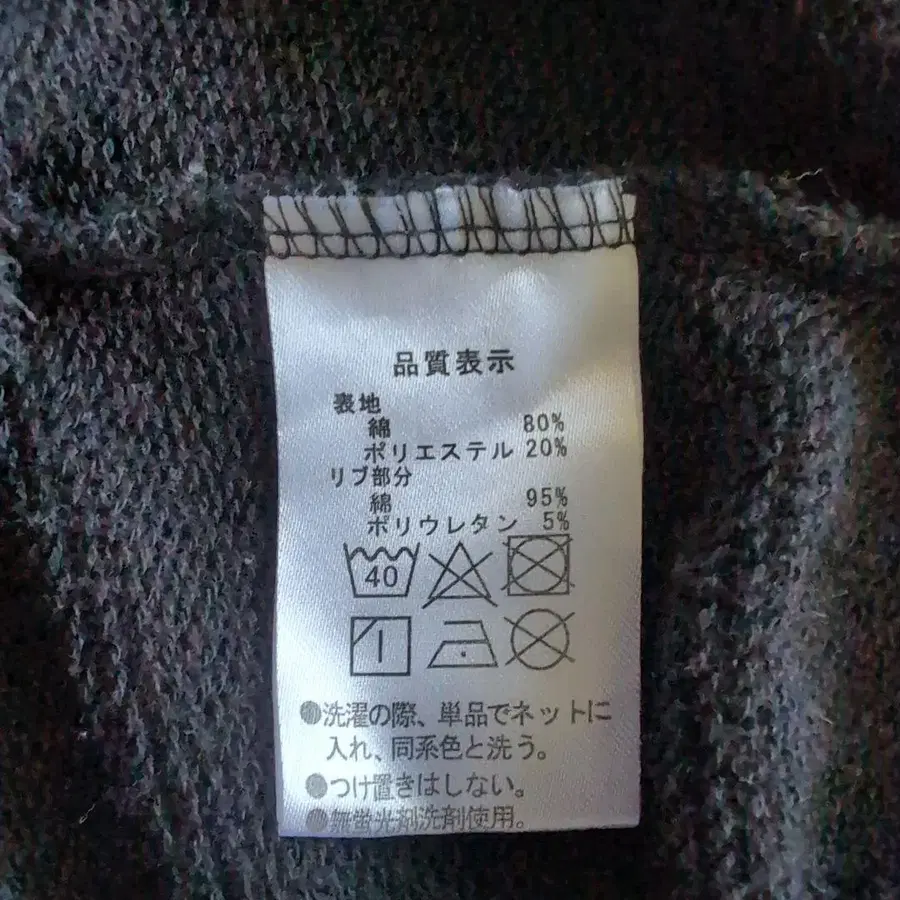 品質表示
表地
綿 80%
ポリエステル 20%
リブ部分
綿 95%
ポリウレタン 5%
40
●洗濯の際、単品でネットに
入れ、同系色と洗う。
●つけ置きはしない。
●無蛍光剤洗剤使用。